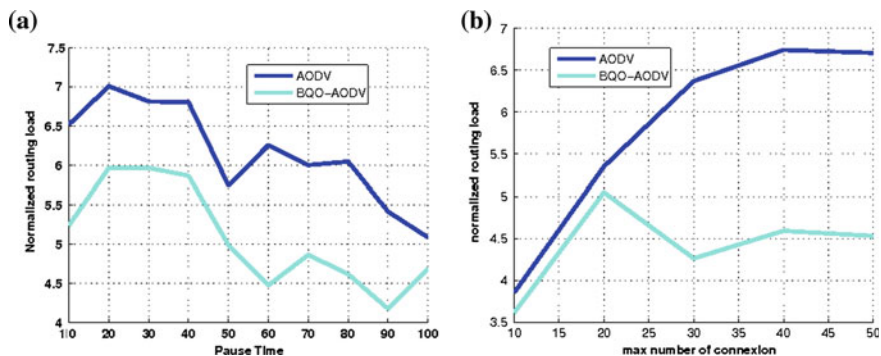 (a)
7.5
7
6.5
6
5.5
5
4.5
4
Normalized routing load
AODV
BQO-AODV
10 20 30 40 50 60 70 80 90 100
Pause Time
(b)
7
6.5
6
5.5
5
4.5
4
3.5
normalized routing load
AODV
BQO-AODV
10 15 20 25 30 35 40 45 50
max number of connexion